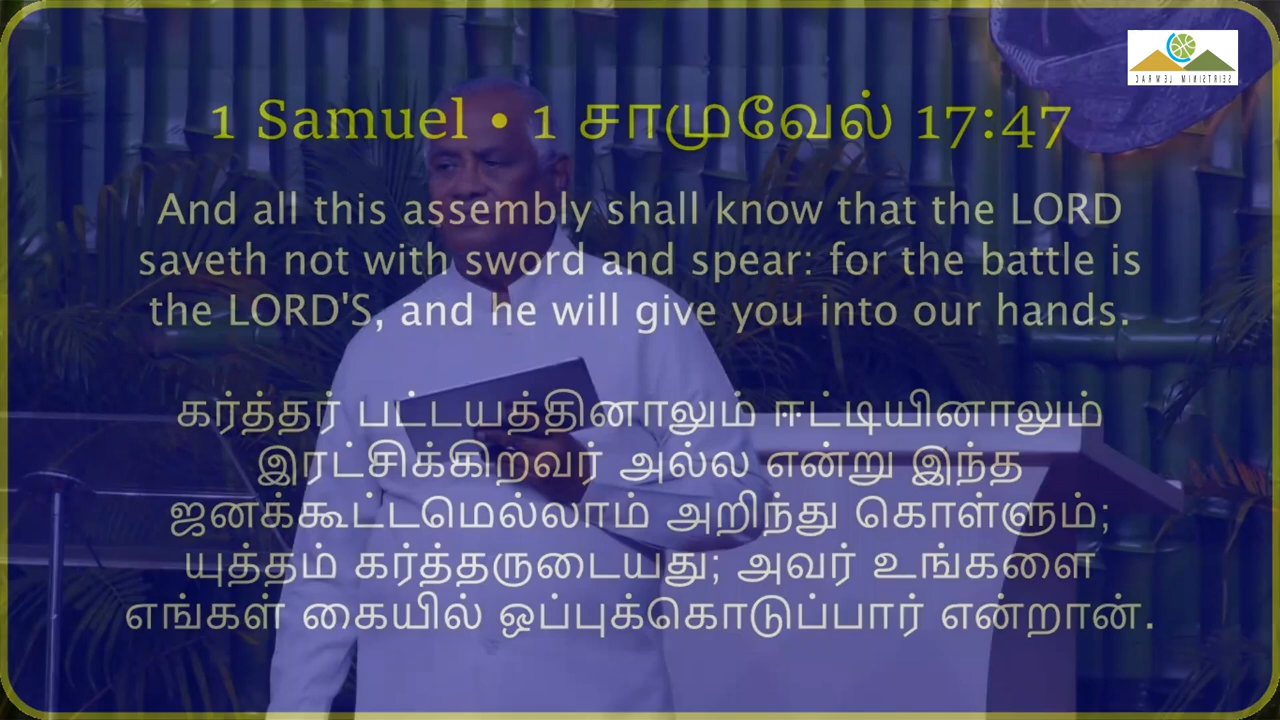 1 Samuel • 1 சாமுவேல் 17:47
And all this assembly shall know that the LORD
saveth not with sword and spear: for the battle is
the LORD'S, and he will give you into our hands.
கர்த்தர் பட்டயத்தினாலும் ஈட்டியினாலும்
இரட்சிக்கிறவர் அல்ல என்று இந்த
ஜனக்கூட்டமெல்லாம் அறிந்து கொள்ளும்;
யுத்தம் கர்த்தருடையது; அவர் உங்களை
எங்கள் கையில் ஒப்புக்கொடுப்பார் என்றான்.
CARMEL MINISTRIES